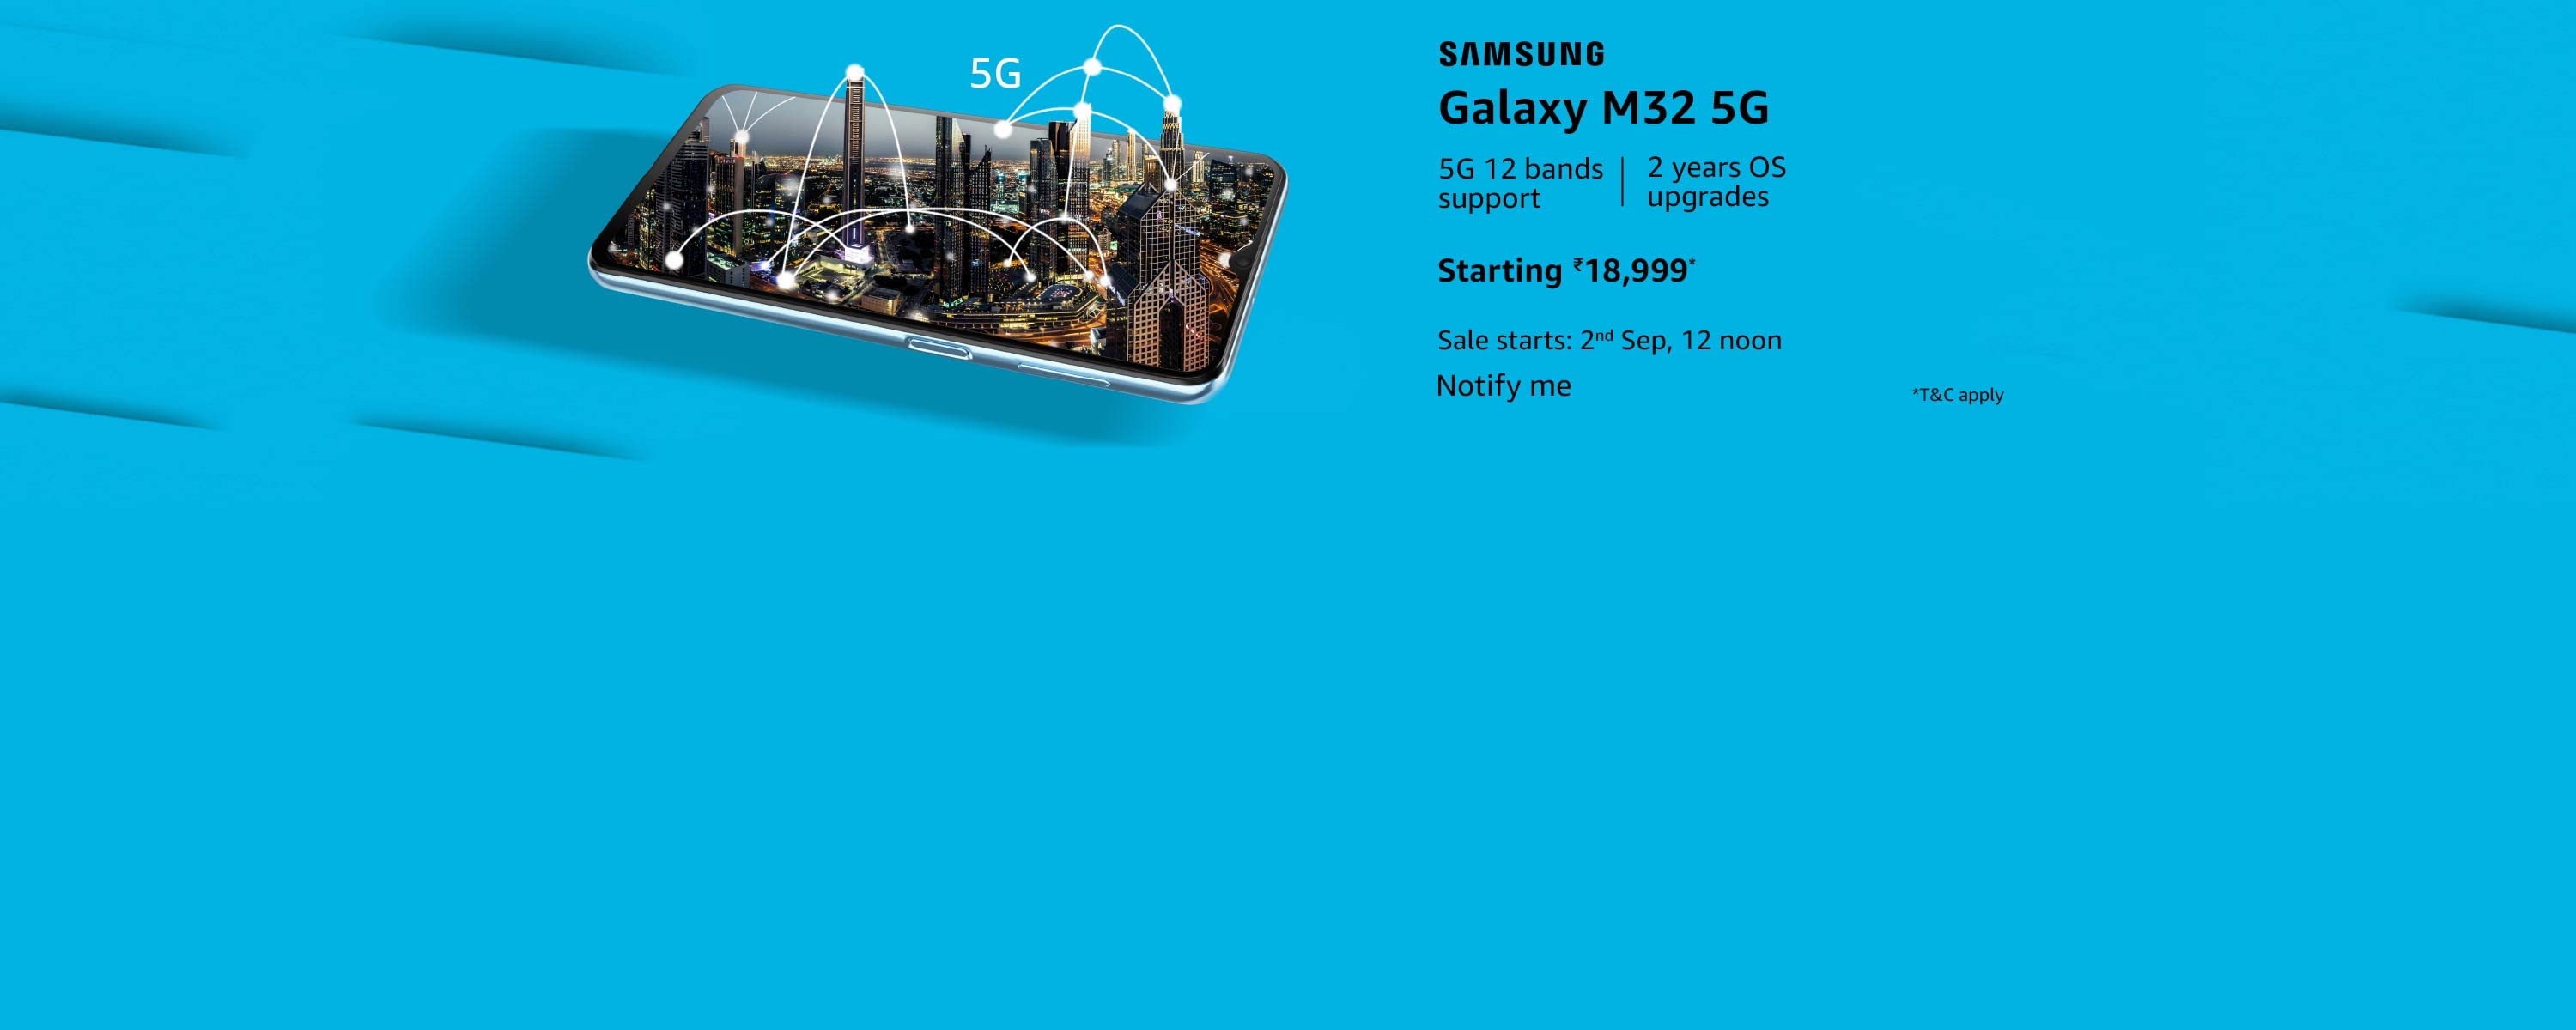 5G
SAMSUNG
Galaxy M32 5G
5G 12 bands
support
2 years OS
upgrades
Starting ₹18,999*
Sale starts: 2nd Sep, 12 noon
Notify me
*T&C apply